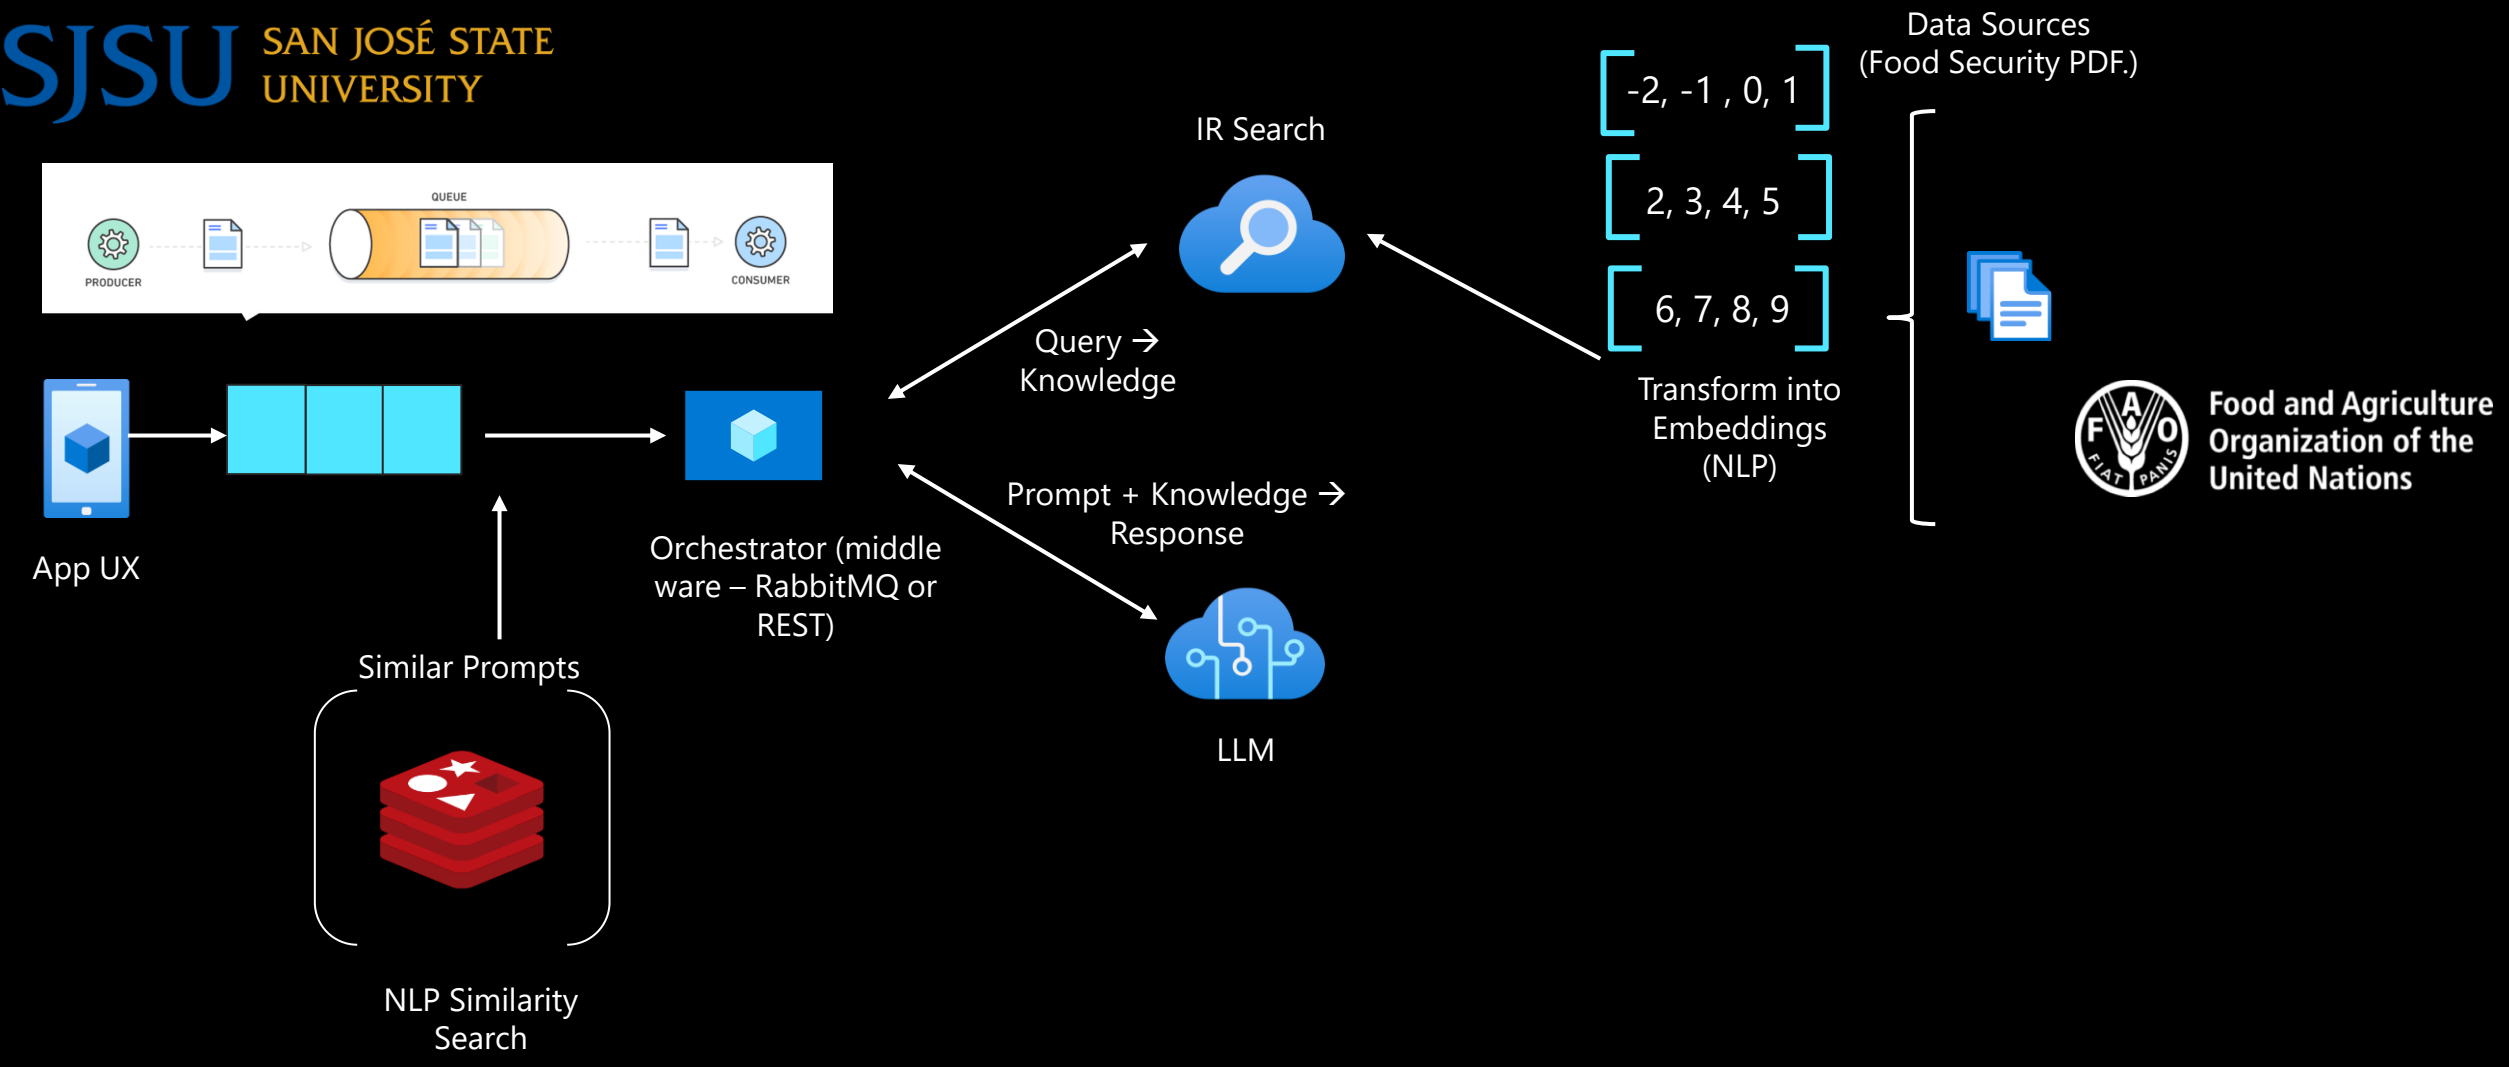 SJSU
SAN JOSÉ STATE
UNIVERSITY
QUEUE
PRODUCER
CONSUMER
App UX
Orchestrator (middle
ware – RabbitMQ or
REST)
Similar Prompts
NLP Similarity
Search
IR Search
Query →
Knowledge
Prompt + Knowledge →
Response
LLM
-2, -1 , 0, 1
2, 3, 4, 5
6, 7, 8, 9
Transform into
Embeddings
(NLP)
Data Sources
(Food Security PDF.)
F A O
FIAT PANIS
Food and Agriculture
Organization of the
United Nations